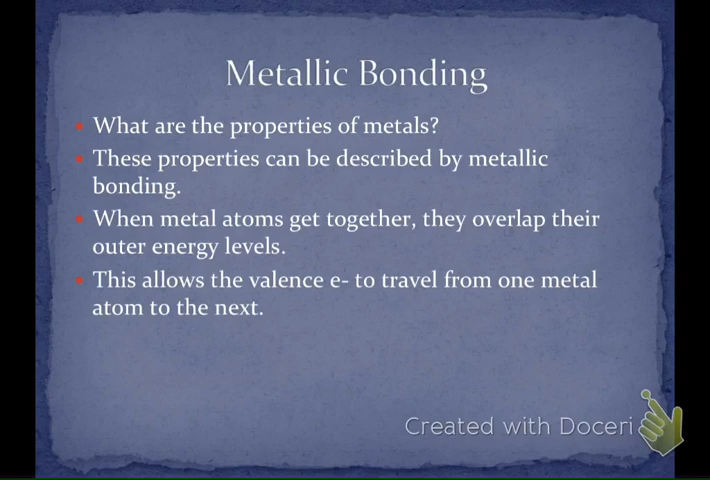 Metallic Bonding
• What are the properties of metals?
• These properties can be described by metallic
bonding.
• When metal atoms get together, they overlap their
outer energy levels.
• This allows the valence e- to travel from one metal
atom to the next.
Created with Doceri